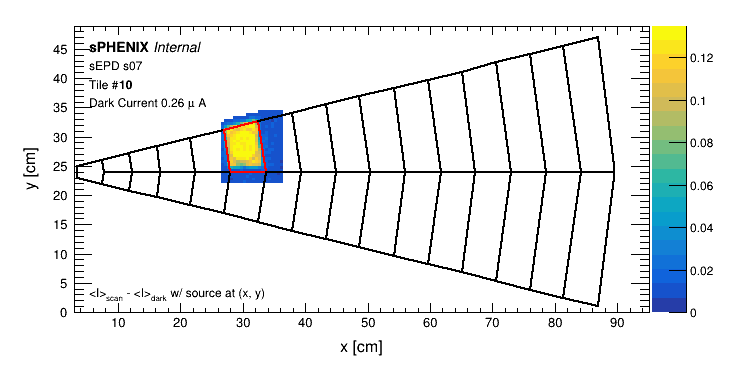 sPHENIX Internal
sEPD s07
Tile #10
Dark Current 0.26 μ A
<I>scan - <I>dark w/ source at (x, y)
y [cm]
45
40
35
30
25
20
15
10
5
0
10 20 30 40 50 60 70 80 90
x [cm]
0.12
0.1
0.08
0.06
0.04
0.02
0